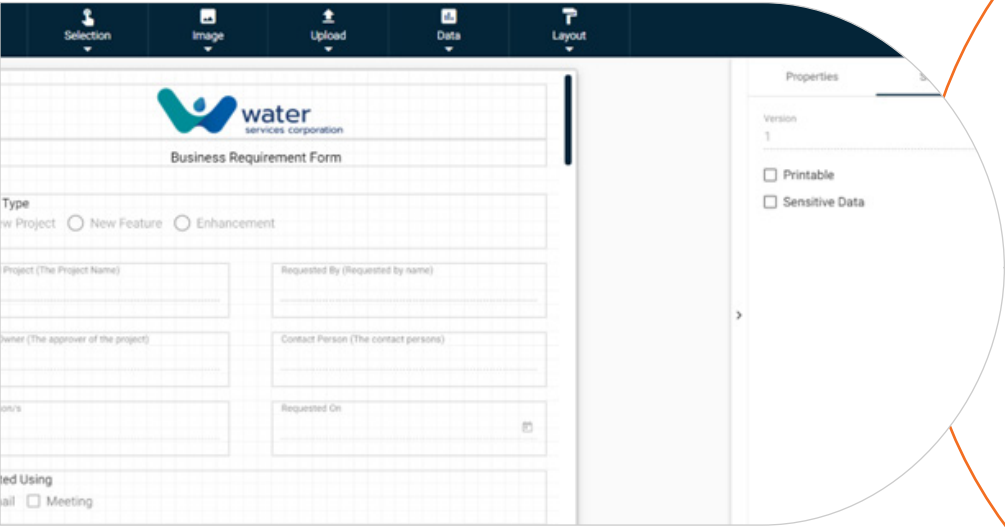 Selection Image Upload Data Layout
Properties
water
services corporation
Version
1
Business Requirement Form
Printable
Type
Sensitive Data
Project New Feature Enhancement
Project (The Project Name) Requested By (Requested by name)
(The approver of the project) Contact Person (The contact persons)
Requested On
Using
Meeting